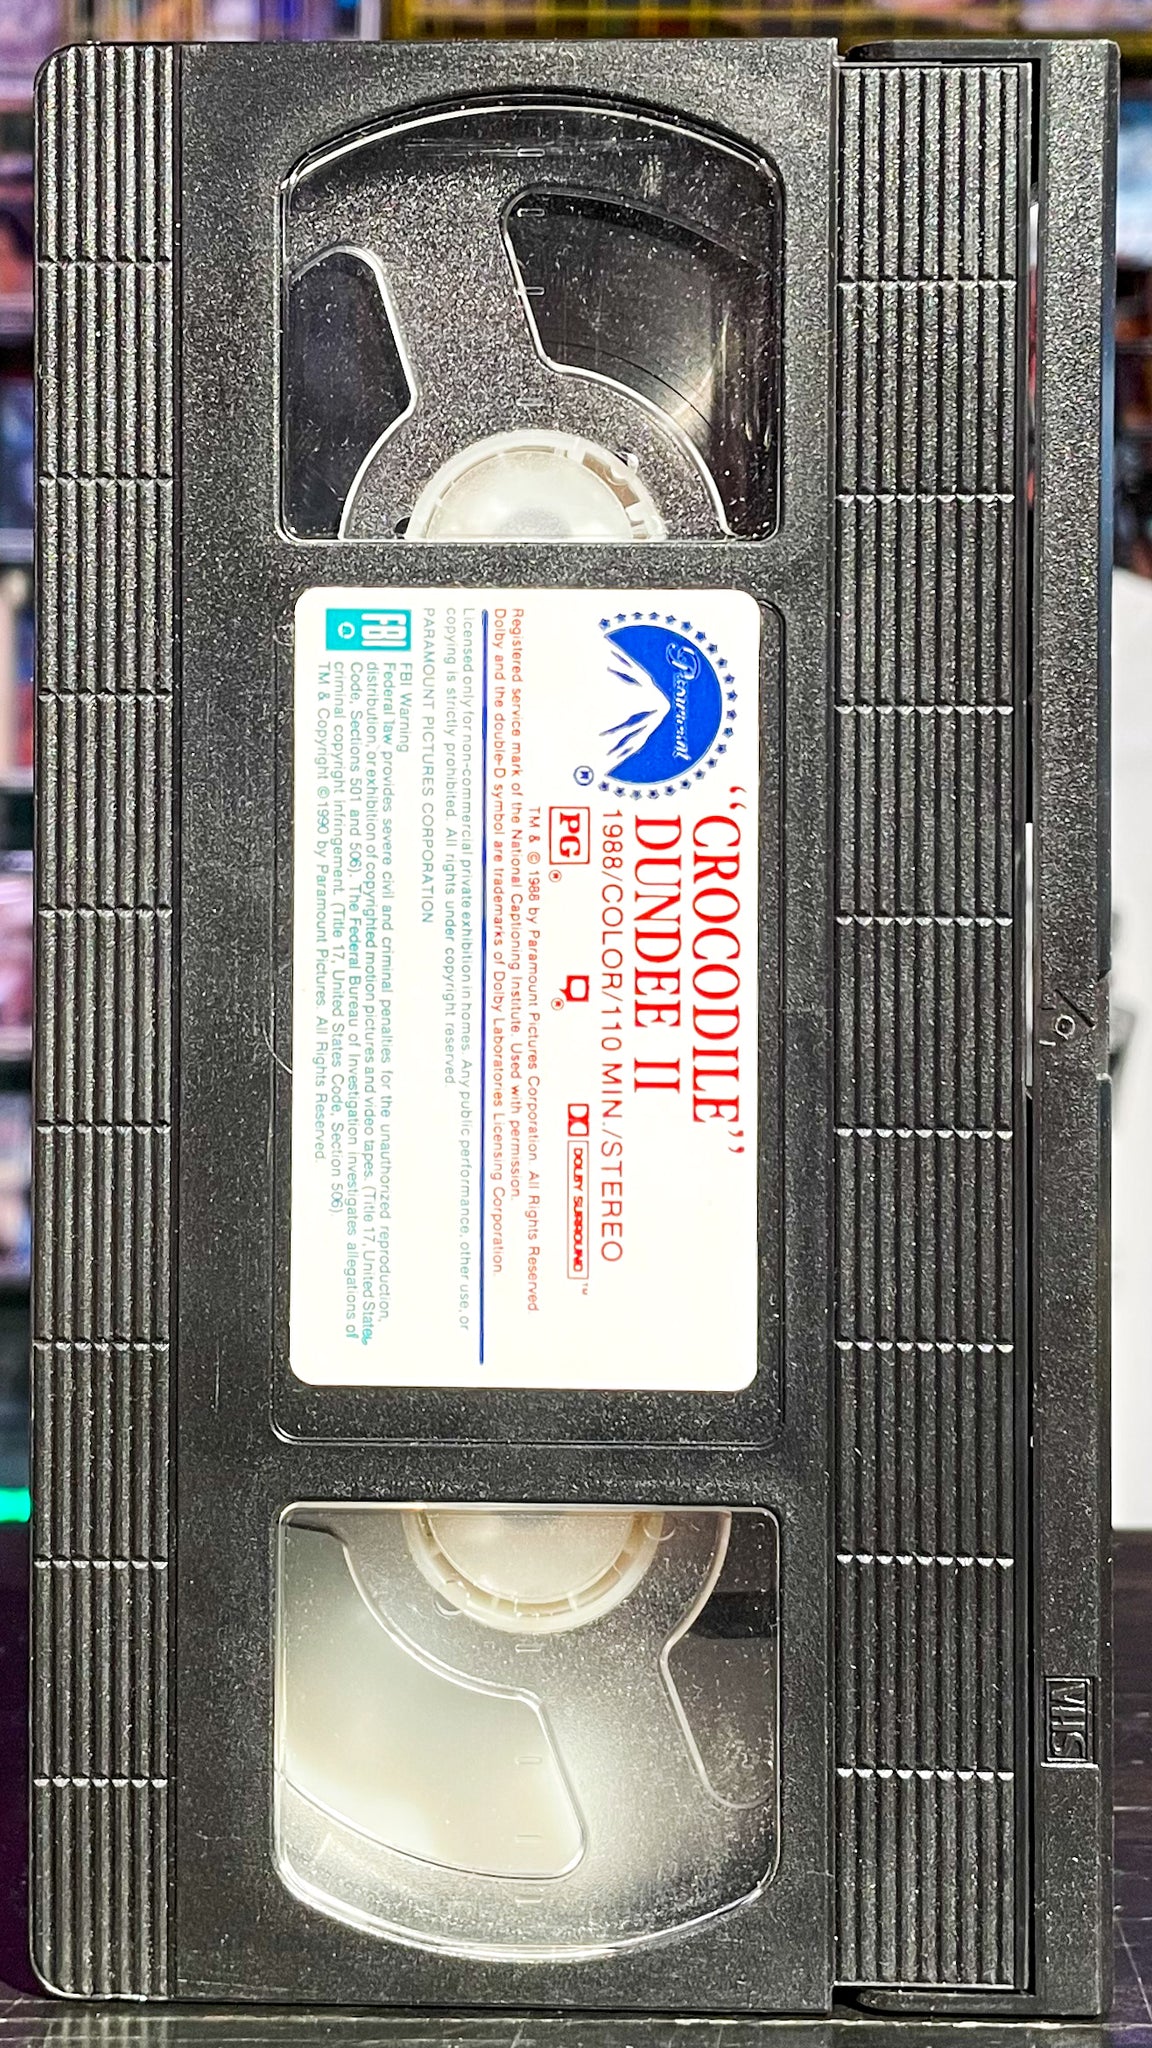 Paramount
®
"CROCODILE"
DUNDEE II
1988/COLOR/110 MIN./STEREO
PG ® ® DOLBY SURROUND ™
TM & © 1988 by Paramount Pictures Corporation. All Rights Reserved.
Registered service mark of the National Captioning Institute. Used with permission.
Dolby and the double-D symbol are trademarks of Dolby Laboratories Licensing Corporation.
Licensed only for non-commercial private exhibition in homes. Any public performance, other use, or
copying is strictly prohibited. All rights under copyright reserved.
PARAMOUNT PICTURES CORPORATION
FBI
FBI Warning
Federal law provides severe civil and criminal penalties for the unauthorized reproduction,
distribution, or exhibition of copyrighted motion pictures and video tapes. (Title 17, United States
Code, Sections 501 and 506). The Federal Bureau of Investigation investigates allegations of
criminal copyright infringement. (Title 17, United States Code, Section 506)
TM & Copyright © 1990 by Paramount Pictures. All Rights Reserved.
VHS